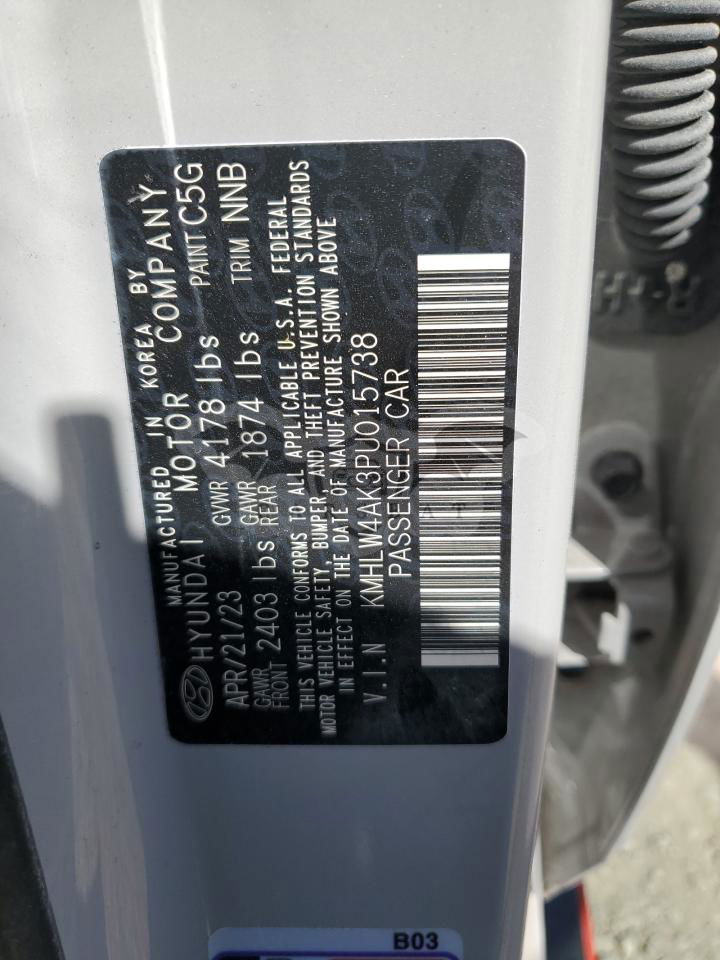 MANUFACTURED IN KOREA BY
HYUNDAI MOTOR COMPANY
APR/21/23 GVWR 4178 lbs PAINT C5G
GAWR FRONT 2403 lbs GAWR REAR 1874 lbs TRIM NNB
THIS VEHICLE CONFORMS TO ALL APPLICABLE U.S.A. FEDERAL
MOTOR VEHICLE SAFETY, BUMPER, AND THEFT PREVENTION STANDARDS
IN EFFECT ON THE DATE OF MANUFACTURE SHOWN ABOVE
V.I.N KMHLW4AK3PU015738
PASSENGER CAR
B03